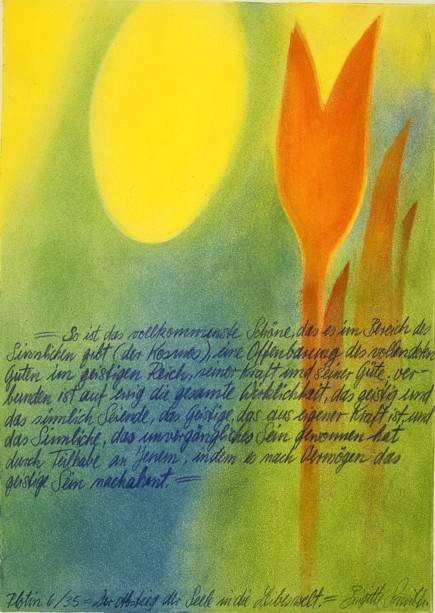 = So ist das vollkommenste Schöne, das es im Bereich des
Sinnlichen gibt (der Kosmos), eine Offenbarung des vollendeten
Guten im geistigen Reich, seiner Kraft und seiner Güte. ver-
bunden ist auf ewig die gesamte Wirklichkeit, das geistig und
das sinnlich Seiende, das Geistige, das aus eigener Kraft ist, und
das Sinnliche, das unvergängliches Sein genommen hat
durch Teilhabe an Jenem, indem es nach Vermögen das
geistige Sein nachahmt. =
Plotin 6/35 = Der Abstieg der Seele in die Leibeswelt = Brigitte